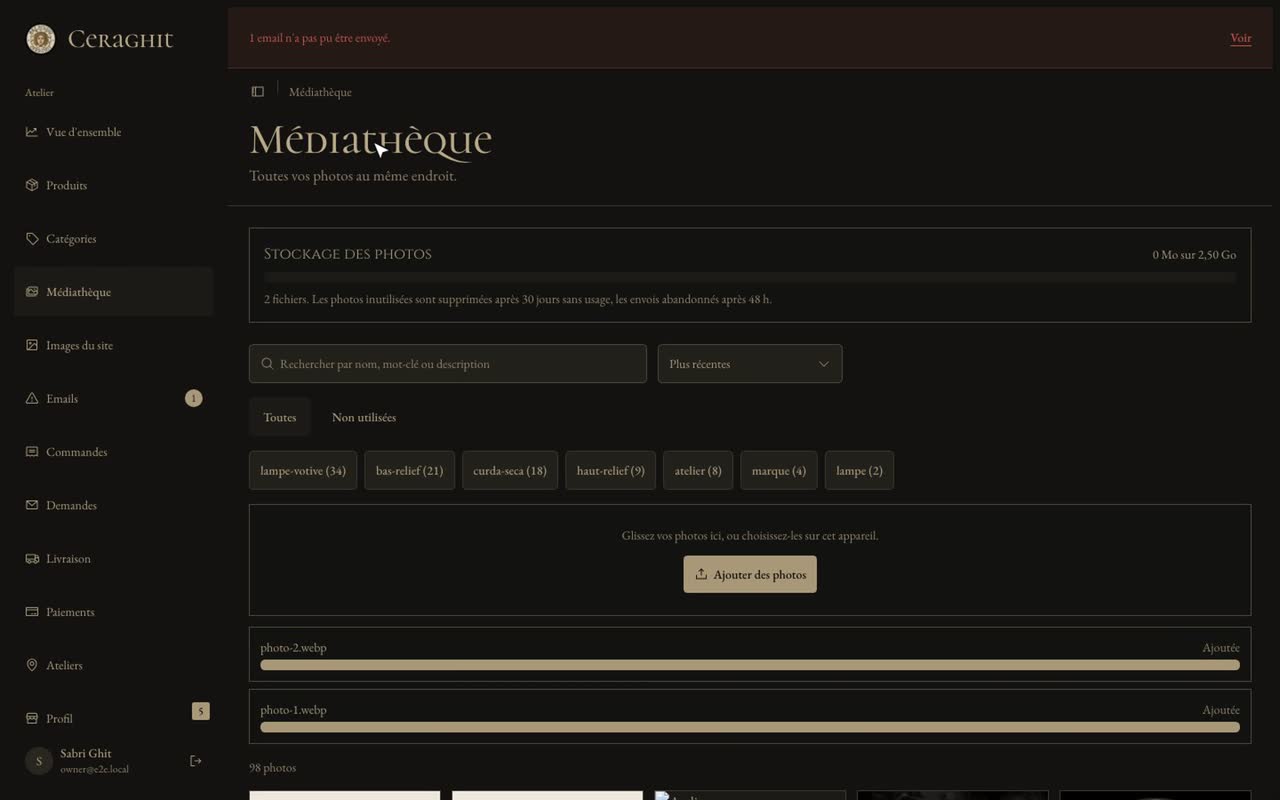 Ceraghit
1 email n'a pas pu être envoyé.
Voir
Atelier
Vue d'ensemble
Produits
Catégories
Médiathèque
Images du site
Emails
1
Commandes
Demandes
Livraison
Paiements
Ateliers
Profil
5
S
Sabri Ghit
owner@e2e.local
Médiathèque
Médiathèque
Toutes vos photos au même endroit.
Stockage des photos
0 Mo sur 2,50 Go
2 fichiers. Les photos inutilisées sont supprimées après 30 jours sans usage, les envois abandonnés après 48 h.
Rechercher par nom, mot-clé ou description
Plus récentes
Toutes
Non utilisées
lampe-votive (34)
bas-relief (21)
curda-seca (18)
haut-relief (9)
atelier (8)
marque (4)
lampe (2)
Glissez vos photos ici, ou choisissez-les sur cet appareil.
Ajouter des photos
photo-2.webp
Ajoutée
photo-1.webp
Ajoutée
98 photos